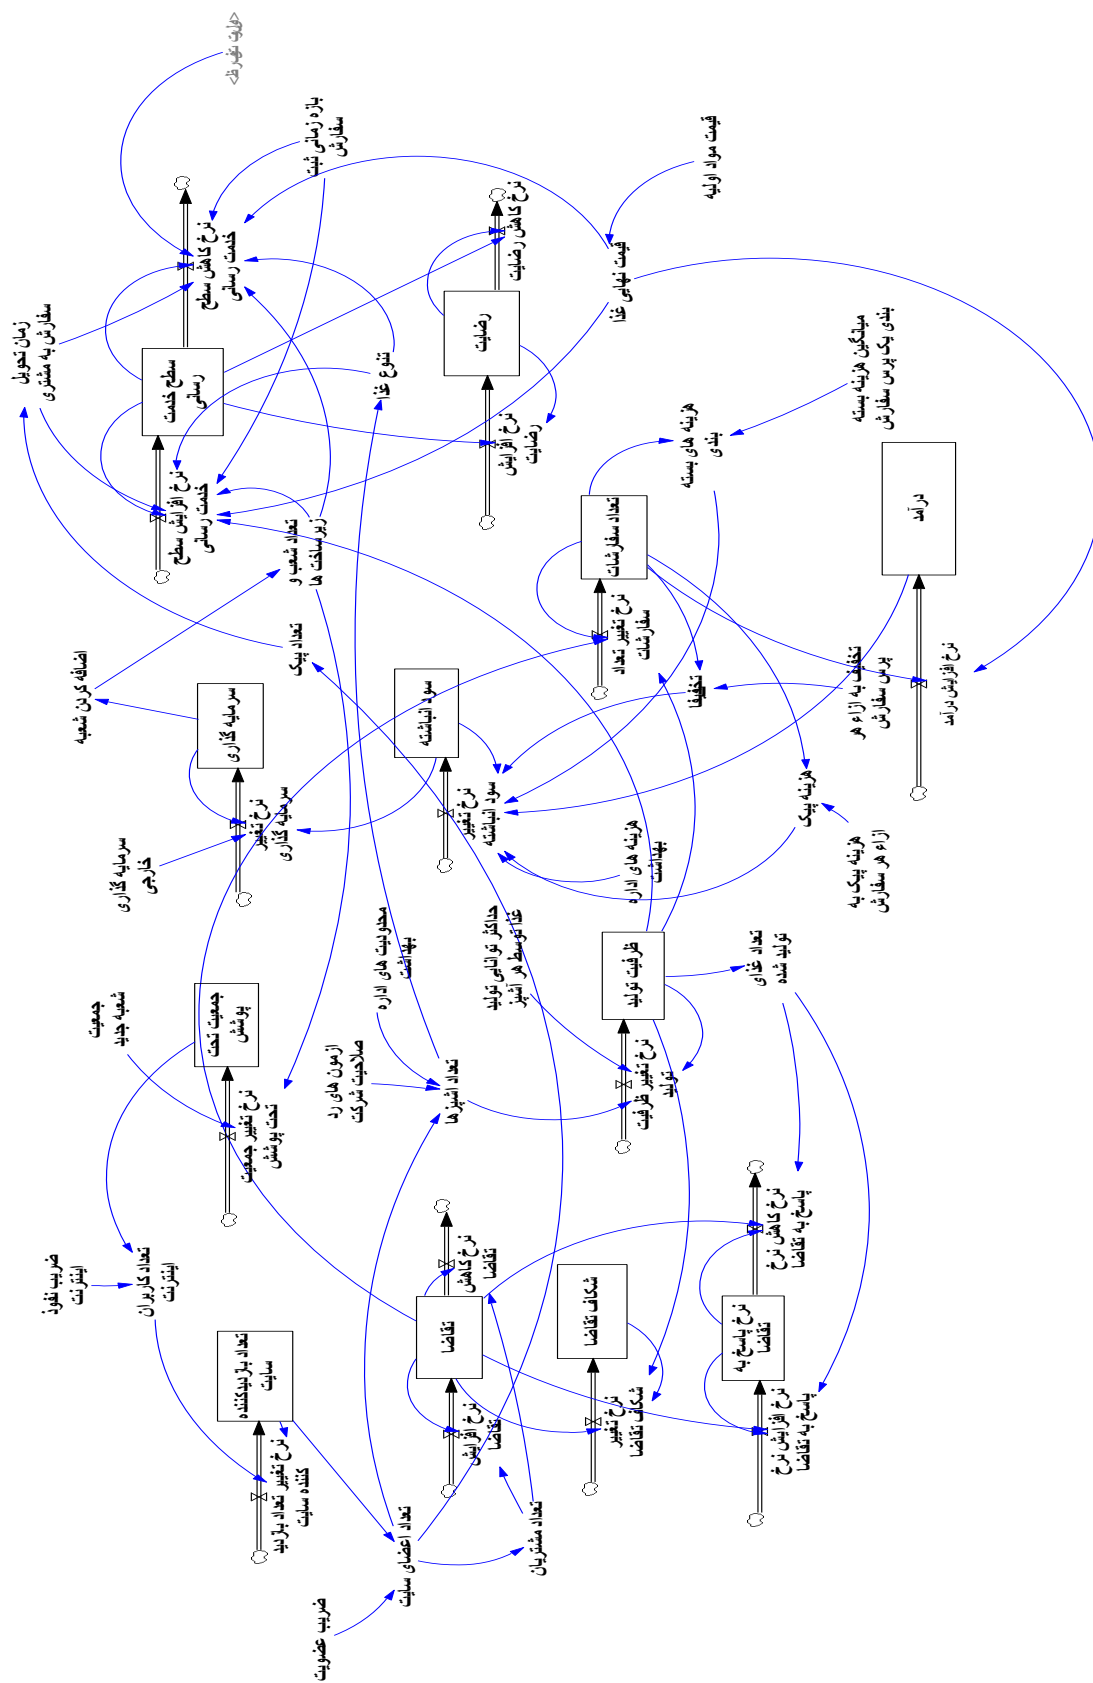 زمان تحویل
سفارش به مشتری
نرخ کاهش سطح
خدمت رسانی
بازه زمانی ثبت
سفارش
سطح خدمت
رسانی
نرخ افزایش سطح
خدمت رسانی
تنوع غذا
تعداد شعب و
زیر ساخت ها
نرخ کاهش رضایت
رضایت
نرخ افزایش
رضایت
قیمت مواد اولیه
قیمت نهایی غذا
میانگین هزینه بسته
بندی یک پرس سفارش
هزینه های بسته
بندی
درآمد
نرخ افزایش درآمد
تخفیف به ازاء هر
پرس سفارش
تعداد سفارشات
نرخ تغییر تعداد
سفارشات
تخفیفا
تعداد پیک
اضافه کردن شعبه
سرمایه گذاری
نرخ تغییر
سرمایه گذاری
سرمایه گذاری
خارجی
سود انباشته
نرخ تغییر
سود انباشته
هزینه پیک
هزینه پیک به
ازاء هر سفارش
هزینه های اداره
بهداشت
محدودیت های اداره
بهداشت
حداکثر توانایی تولید
غذا توسط هر اشپز
ظرفیت تولید
نرخ تغییر ظرفیت
تولید
تعداد غذای
تولید شده
جمعیت
شعبه جدید
جمعیت تحت
پوشش
نرخ تغییر جمعیت
تحت پوشش
ازمون های رد
صلاحیت شرکت
تعداد اشپزها
ضریب نفوذ
اینترنت
تعداد کاربران
اینترنت
تعداد بازدیدکننده
سایت
نرخ تغییر تعداد بازدید
کننده سایت
نرخ کاهش
تقاضا
تقاضا
نرخ افزایش
تقاضا
شکاف تقاضا
نرخ تغییر
شکاف تقاضا
نرخ کاهش نرخ
پاسخ به تقاضا
نرخ پاسخ به
تقاضا
نرخ افزایش نرخ
پاسخ به تقاضا
تعداد اعضای سایت
تعداد مشتریان
ضریب عضویت